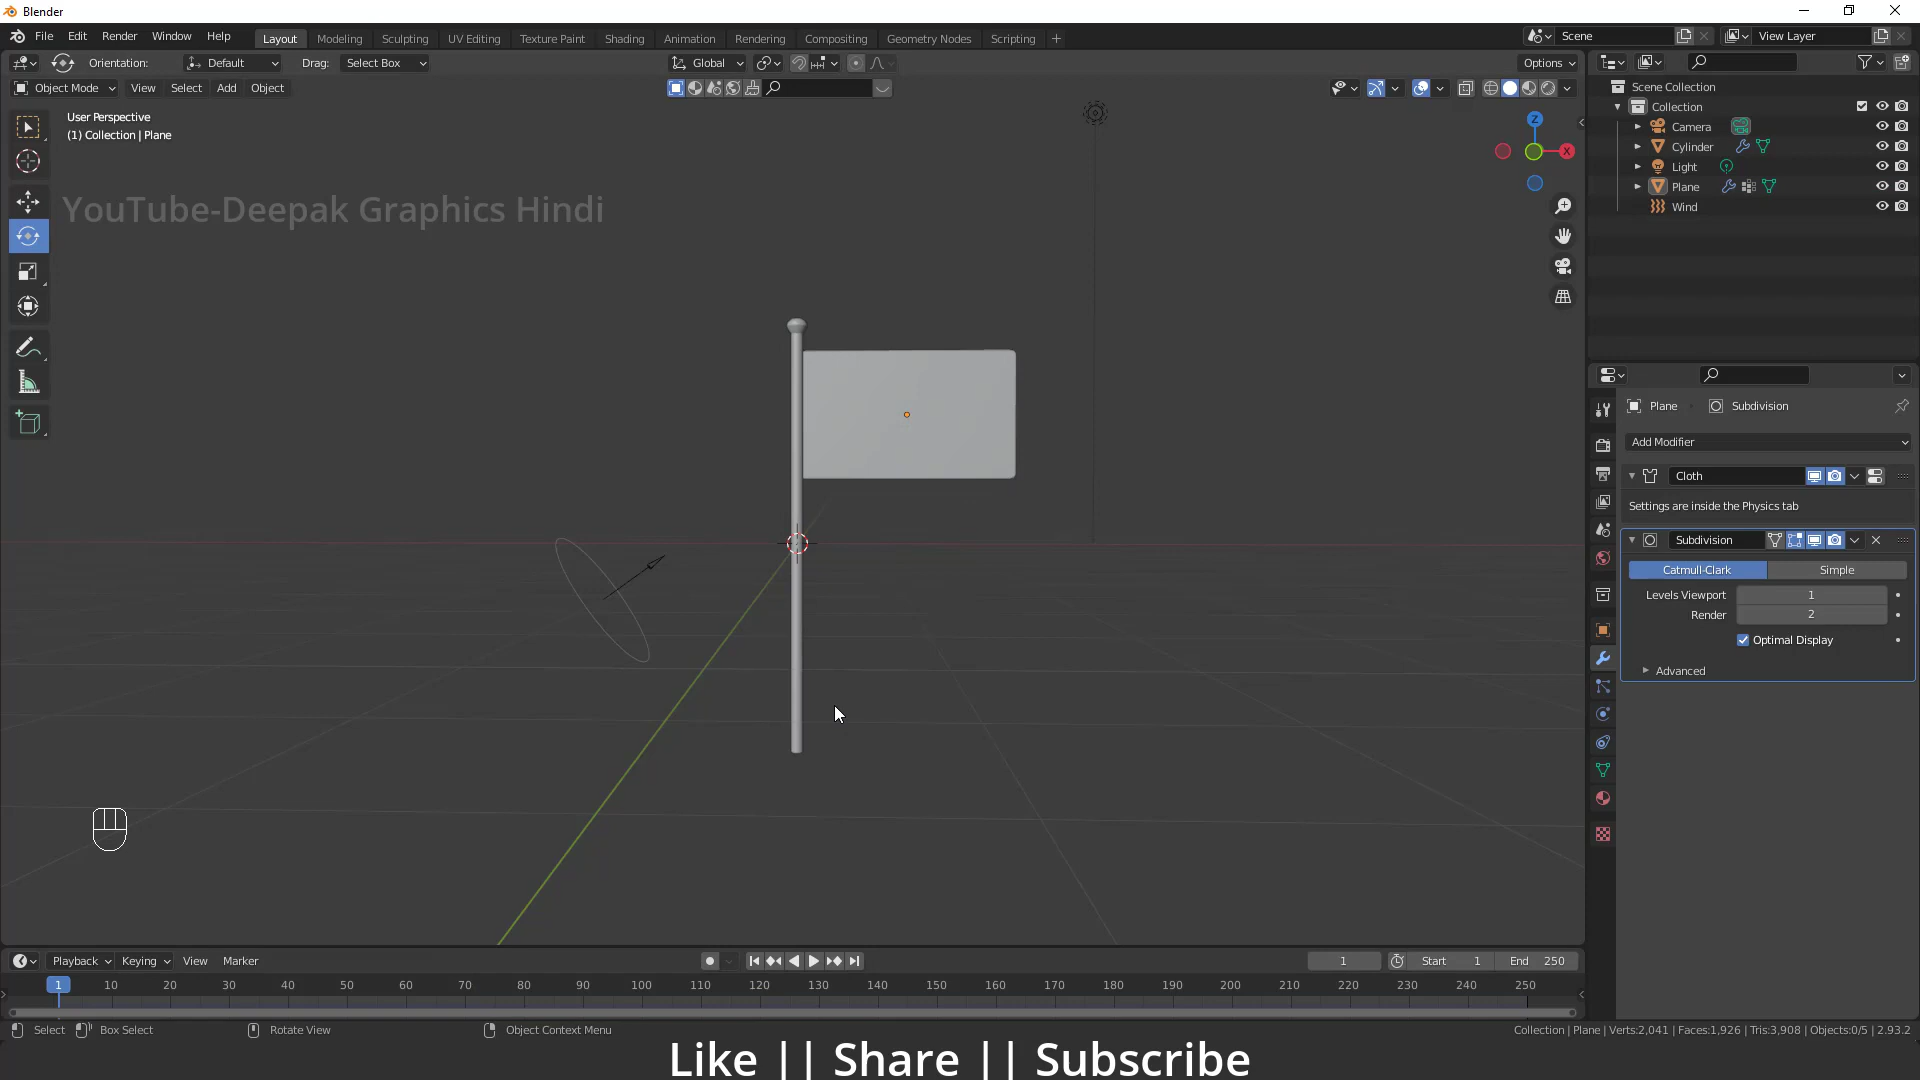 Blender
File Edit Render Window Help
Layout Modeling Sculpting UV Editing Texture Paint Shading Animation Rendering Compositing Geometry Nodes Scripting +
Scene
View Layer
Orientation: Default Drag: Select Box
Global
Options
Object Mode View Select Add Object
User Perspective
(1) Collection | Plane
YouTube-Deepak Graphics Hindi
Z
X
Scene Collection
Collection
Camera
Cylinder
Light
Plane
Wind
Plane Subdivision
Add Modifier
Cloth
Settings are inside the Physics tab
Subdivision
Catmull-Clark Simple
Levels Viewport 1
Render 2
Optimal Display
Advanced
Playback Keying View Marker
1 Start 1 End 250
1 10 20 30 40 50 60 70 80 90 100 110 120 130 140 150 160 170 180 190 200 210 220 230 240 250
Select Box Select Rotate View Object Context Menu
Collection | Plane | Verts:2,041 | Faces:1,926 | Tris:3,908 | Objects:0/5 | 2.93.2
Like || Share || Subscribe